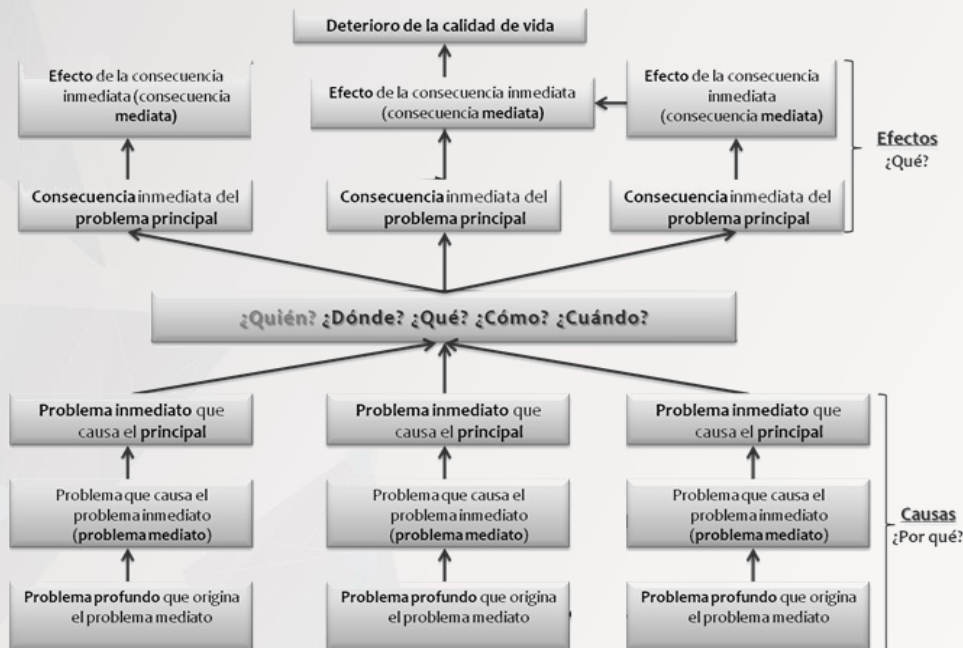 Deterioro de la calidad de vida
Efecto de la consecuencia
inmediata (consecuencia
mediata)
Efecto de la consecuencia inmediata
(consecuencia mediata)
Efecto de la consecuencia
inmediata
(consecuencia mediata)
Efectos
¿Qué?
Consecuencia inmediata del
problema principal
Consecuencia inmediata del
problema principal
Consecuencia inmediata del
problema principal
¿Quién? ¿Dónde? ¿Qué? ¿Cómo? ¿Cuándo?
Problema inmediato que
causa el principal
Problema inmediato que
causa el principal
Problema inmediato que
causa el principal
Problema que causa el
problema inmediato
(problema mediato)
Problema que causa el
problema inmediato
(problema mediato)
Problema que causa el
problema inmediato
(problema mediato)
Causas
¿Por qué?
Problema profundo que origina
el problema mediato
Problema profundo que origina
el problema mediato
Problema profundo que origina
el problema mediato